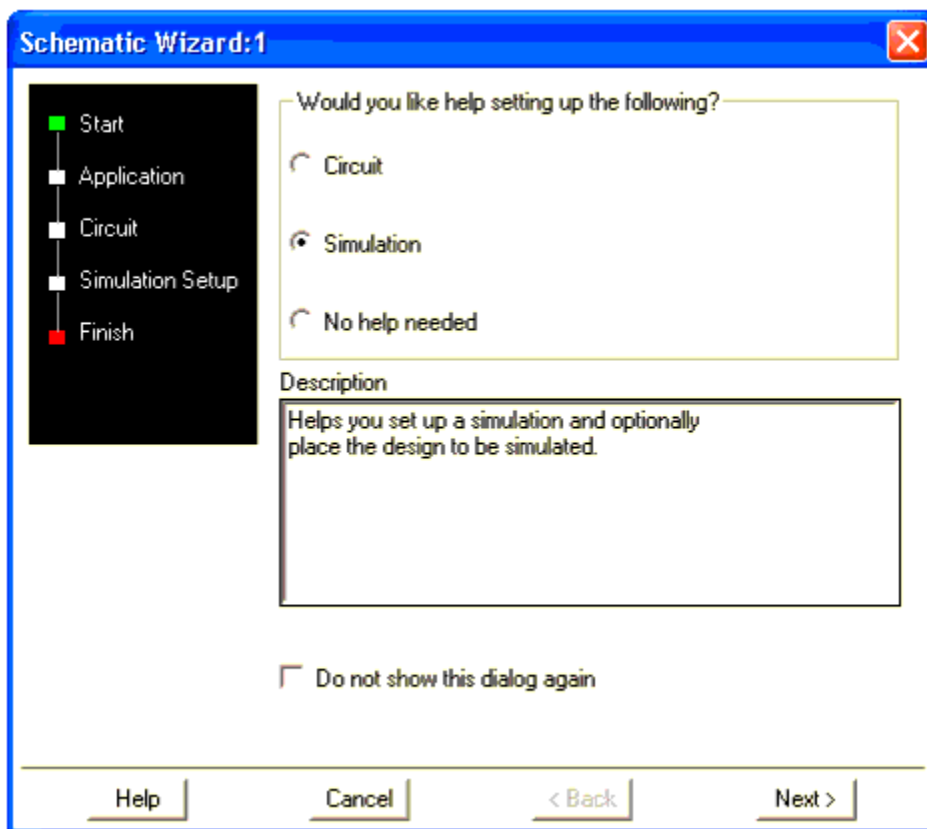 Schematic Wizard:1
Start
Application
Circuit
Simulation Setup
Finish
Would you like help setting up the following?
Circuit
Simulation
No help needed
Description
Helps you set up a simulation and optionally
place the design to be simulated.
Do not show this dialog again
Help
Cancel
< Back
Next >